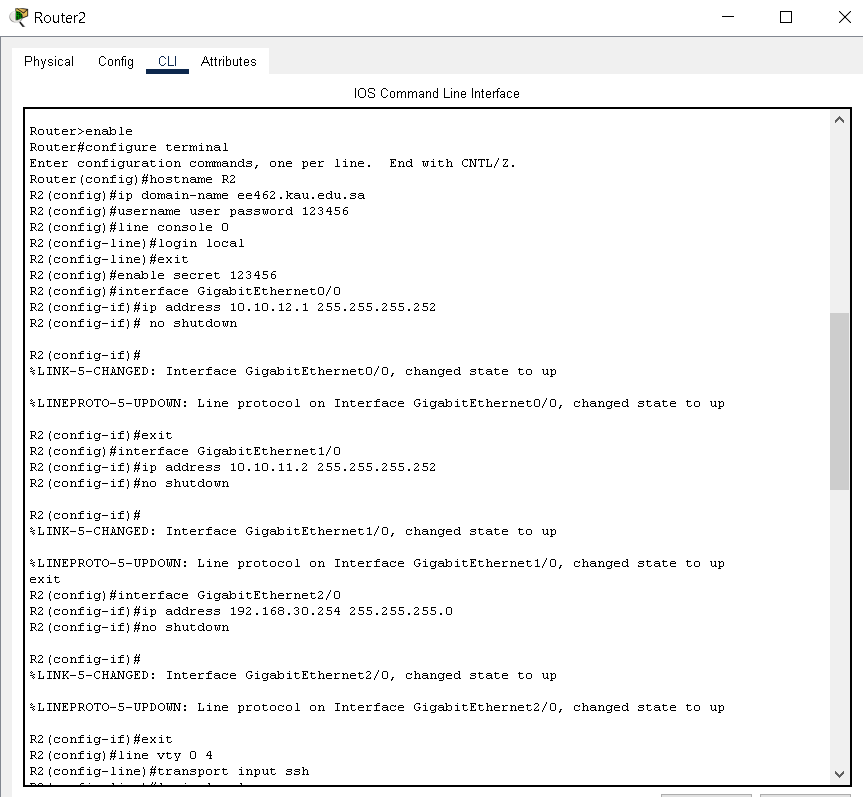 Router2
Physical Config CLI Attributes
IOS Command Line Interface
Router>enable
Router#configure terminal
Enter configuration commands, one per line.  End with CNTL/Z.
Router(config)#hostname R2
R2(config)#ip domain-name ee462.kau.edu.sa
R2(config)#username user password 123456
R2(config)#line console 0
R2(config-line)#login local
R2(config-line)#exit
R2(config)#enable secret 123456
R2(config)#interface GigabitEthernet0/0
R2(config-if)#ip address 10.10.12.1 255.255.255.252
R2(config-if)# no shutdown
R2(config-if)#
%LINK-5-CHANGED: Interface GigabitEthernet0/0, changed state to up
%LINEPROTO-5-UPDOWN: Line protocol on Interface GigabitEthernet0/0, changed state to up
R2(config-if)#exit
R2(config)#interface GigabitEthernet1/0
R2(config-if)#ip address 10.10.11.2 255.255.255.252
R2(config-if)#no shutdown
R2(config-if)#
%LINK-5-CHANGED: Interface GigabitEthernet1/0, changed state to up
%LINEPROTO-5-UPDOWN: Line protocol on Interface GigabitEthernet1/0, changed state to up
exit
R2(config)#interface GigabitEthernet2/0
R2(config-if)#ip address 192.168.30.254 255.255.255.0
R2(config-if)#no shutdown
R2(config-if)#
%LINK-5-CHANGED: Interface GigabitEthernet2/0, changed state to up
%LINEPROTO-5-UPDOWN: Line protocol on Interface GigabitEthernet2/0, changed state to up
R2(config-if)#exit
R2(config)#line vty 0 4
R2(config-line)#transport input ssh